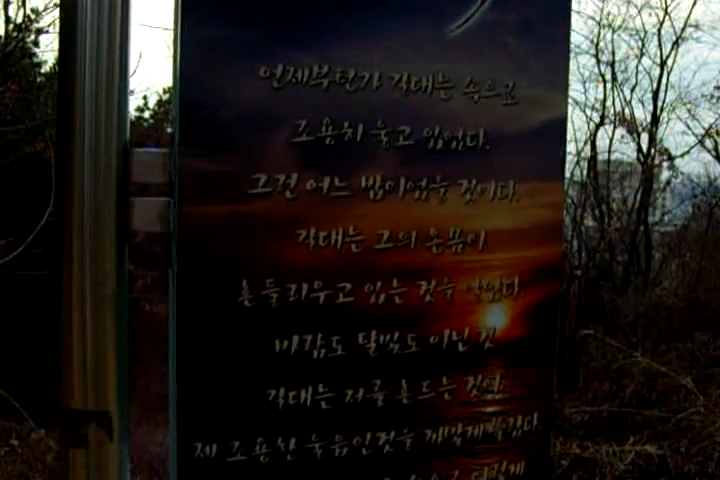 언제부턴가 갈대는 속으로
조용히 울고 있었다.
그런 어느 밤이었을 것이다.
갈대는 그의 온몸이
흔들리우고 있는 것을 알았다.
바람도 달빛도 아닌 것
갈대는 저를 흔드는 것이
제 조용한 울음인것을 까맣게